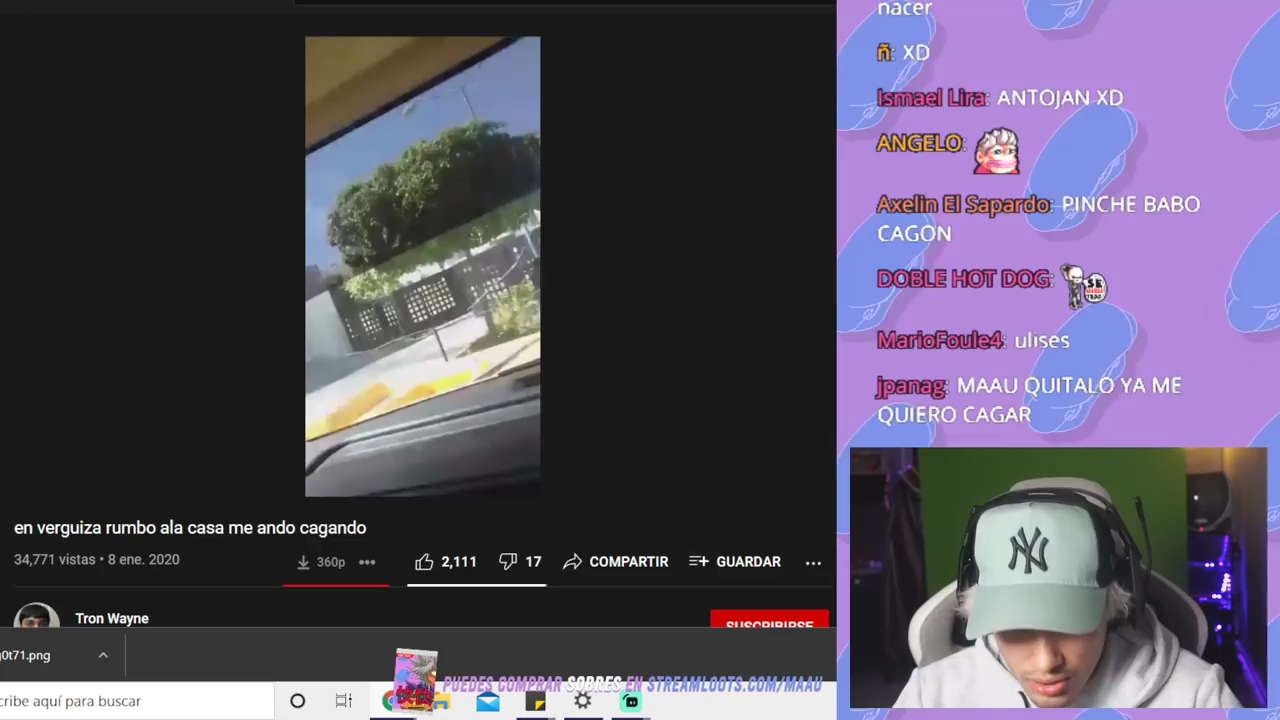 nacer
ñ: XD
Ismael Lira: ANTOJAN XD
ANGELO:
Axelin El Sapardo: PINCHE BABO
CAGON
DOBLE HOT DOG:
MarioFoule4: ulises
jpanag: MAAU QUITALO YA ME
QUIERO CAGAR
NY
en verguiza rumbo ala casa me ando cagando
34,771 vistas • 8 ene. 2020
360p
2,111
17
COMPARTIR
GUARDAR
Tron Wayne
SUSCRIBIRSE
g0t71.png
cribe aquí para buscar
PUEDES COMPRAR SOBRES EN STREAMLOOTS.COM/MAAU